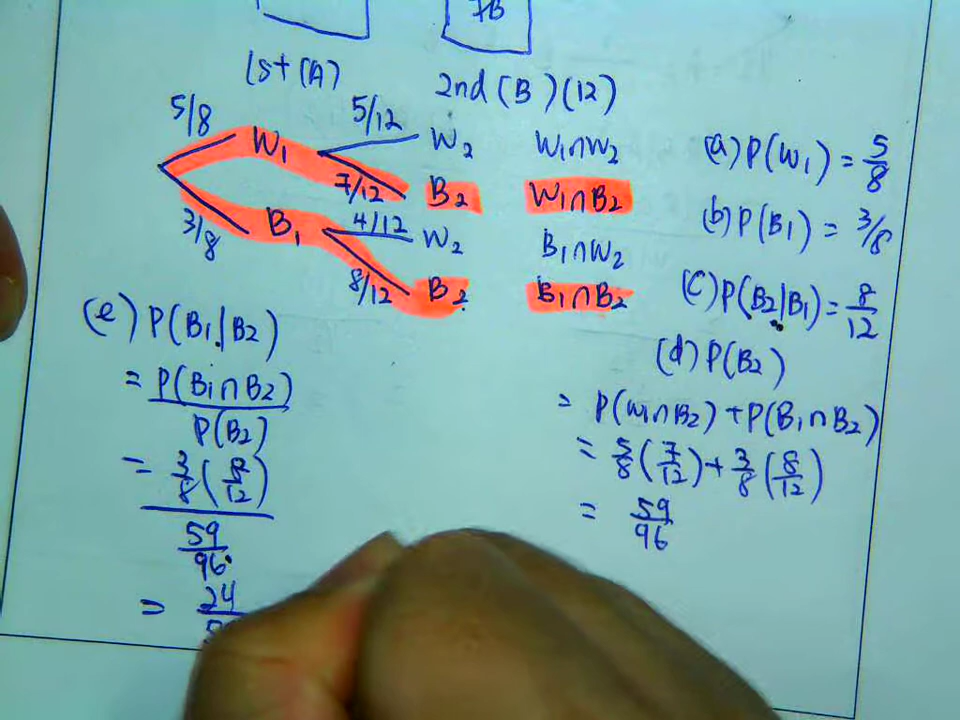 7B
1st (A) 2nd (B) (12)
5/8 W₁ 5/12 W₂ W₁∩W₂
7/12 B₂ W₁∩B₂
3/8 B₁ 4/12 W₂ B₁∩W₂
8/12 B₂ B₁∩B₂
(a) P(W₁) = 5/8
(b) P(B₁) = 3/8
(c) P(B₂|B₁) = 8/12
(d) P(B₂)
= P(W₁∩B₂) + P(B₁∩B₂)
= 5/8 (7/12) + 3/8 (8/12)
= 59/96
(e) P(B₁|B₂)
= P(B₁∩B₂)
P(B₂)
= 3/8 (8/12)
59/96
= 24